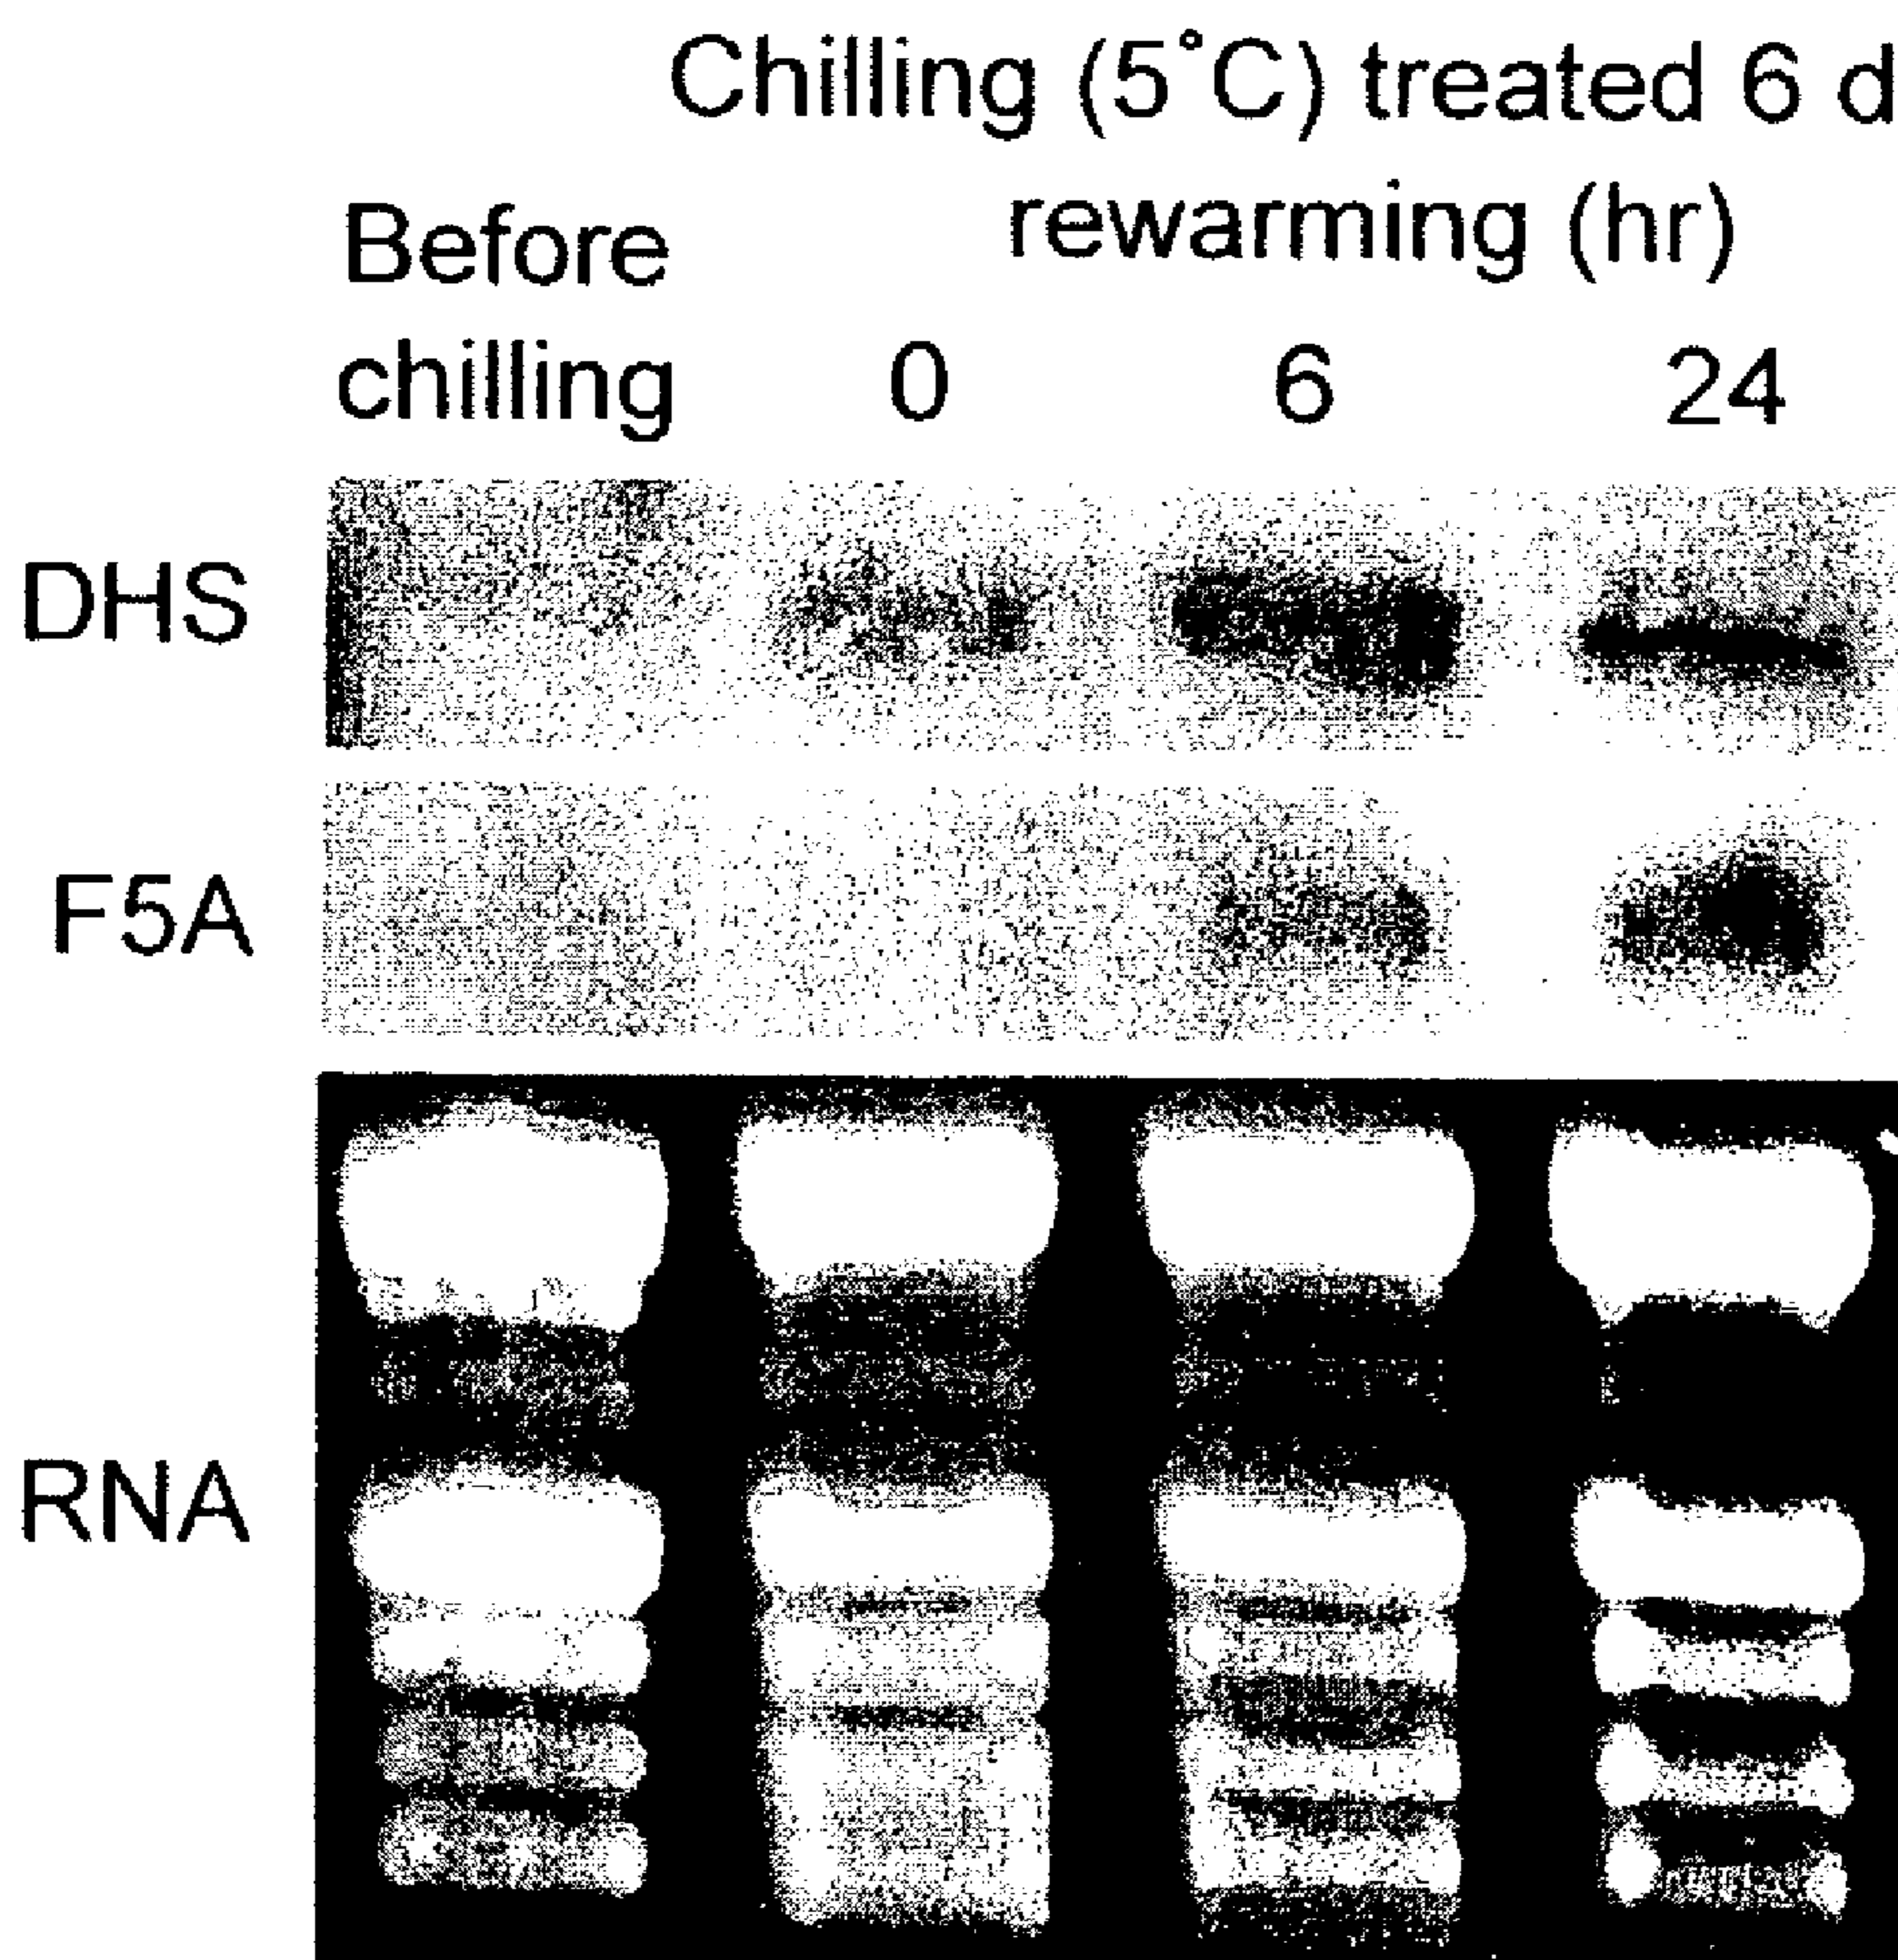 Chilling (5°C) treated 6 d
rewarming (hr)
Before
chilling
0 6 24
DHS
F5A
RNA